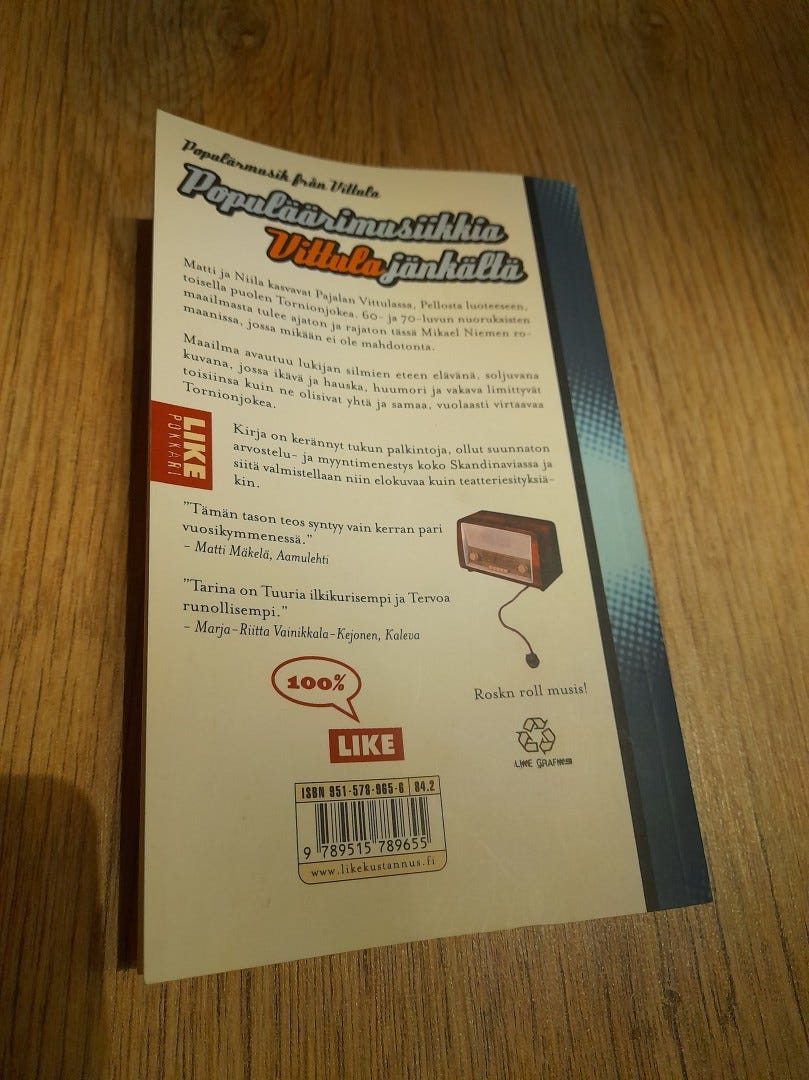 Populärmusik från Vittula
Populäärimusiikkia
Vittulajänkältä
Matti ja Niila kasvavat Pajalan Vittulassa, Pellosta luoteeseen,
toisella puolen Tornionjokea. 60- ja 70-luvun nuorukaisten
maailmasta tulee ajaton ja rajaton tässä Mikael Niemen ro-
maanissa, jossa mikään ei ole mahdotonta.
Maailma avautuu lukijan silmien eteen elävänä, soljuvana
kuvana, jossa ikävä ja hauska, huumori ja vakava limittyvät
toisiinsa kuin ne olisivat yhtä ja samaa, vuolaasti virtaavaa
Tornionjokea.
LIKE
POKKARI
Kirja on kerännyt tukun palkintoja, ollut suunnaton
arvostelu- ja myyntimenestys koko Skandinaviassa ja
siitä valmistellaan niin elokuvaa kuin teatteriesityksiä-
kin.
”Tämän tason teos syntyy vain kerran pari
vuosikymmenessä.”
– Matti Mäkelä, Aamulehti
”Tarina on Tuuria ilkikurisempi ja Tervoa
runollisempi.”
– Marja-Riitta Vainikkala-Kejonen, Kaleva
100%
LIKE
Roskn roll musis!
ISBN 951-578-965-6 84.2
9 789515 789655
www.likekustannus.fi